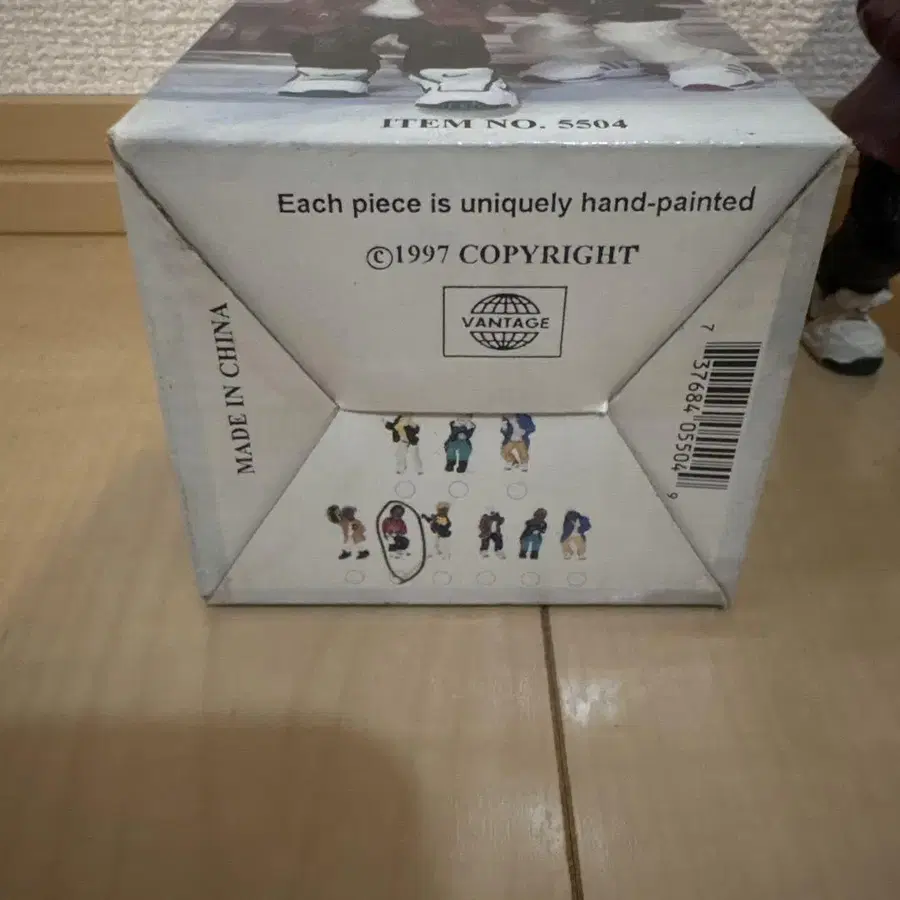 ITEM NO. 5504
Each piece is uniquely hand-painted
©1997 COPYRIGHT
VANTAGE
MADE IN CHINA
7 37684 05504 9